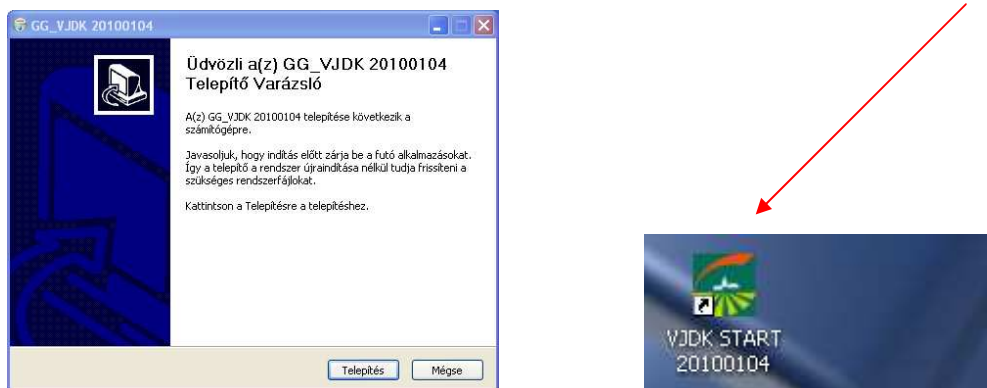 GG_VJDK 20100104
Üdvözli a(z) GG_VJDK 20100104
Telepítő Varázsló
A(z) GG_VJDK 20100104 telepítése következik a
számítógépre.
Javasoljuk, hogy indítás előtt zárja be a futó alkalmazásokat.
Így a telepítő a rendszer újraindítása nélkül tudja frissíteni a
szükséges rendszerfájlokat.
Kattintson a Telepítésre a telepítéshez.
Telepítés
Mégse
VJDK START
20100104